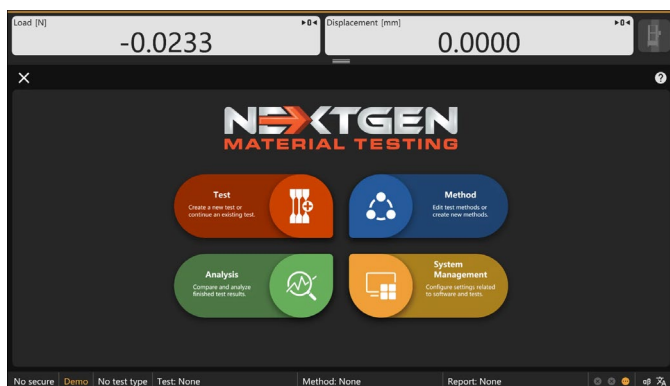 Load [N]
▸0◂
Displacement [mm]
▸0◂
-0.0233
0.0000
NEXTGEN
MATERIAL TESTING
Test
Create a new test or
continue an existing test.
Method
Edit test methods or
create new methods.
Analysis
Compare and analyze
finished test results.
System
Management
Configure settings related
to software and tests.
No secure
Demo
No test type
Test: None
Method: None
Report: None